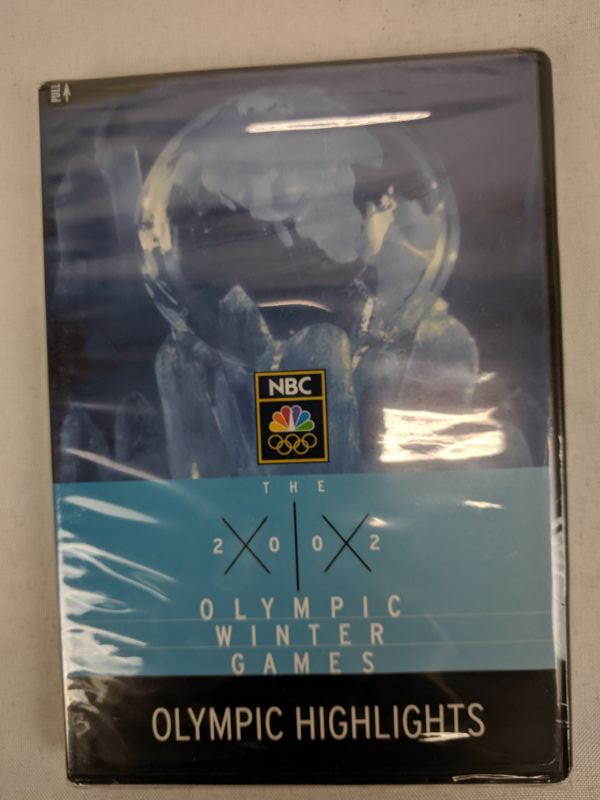 PULL
NBC
THE
2 0 0 2
OLYMPIC
WINTER
GAMES
OLYMPIC HIGHLIGHTS